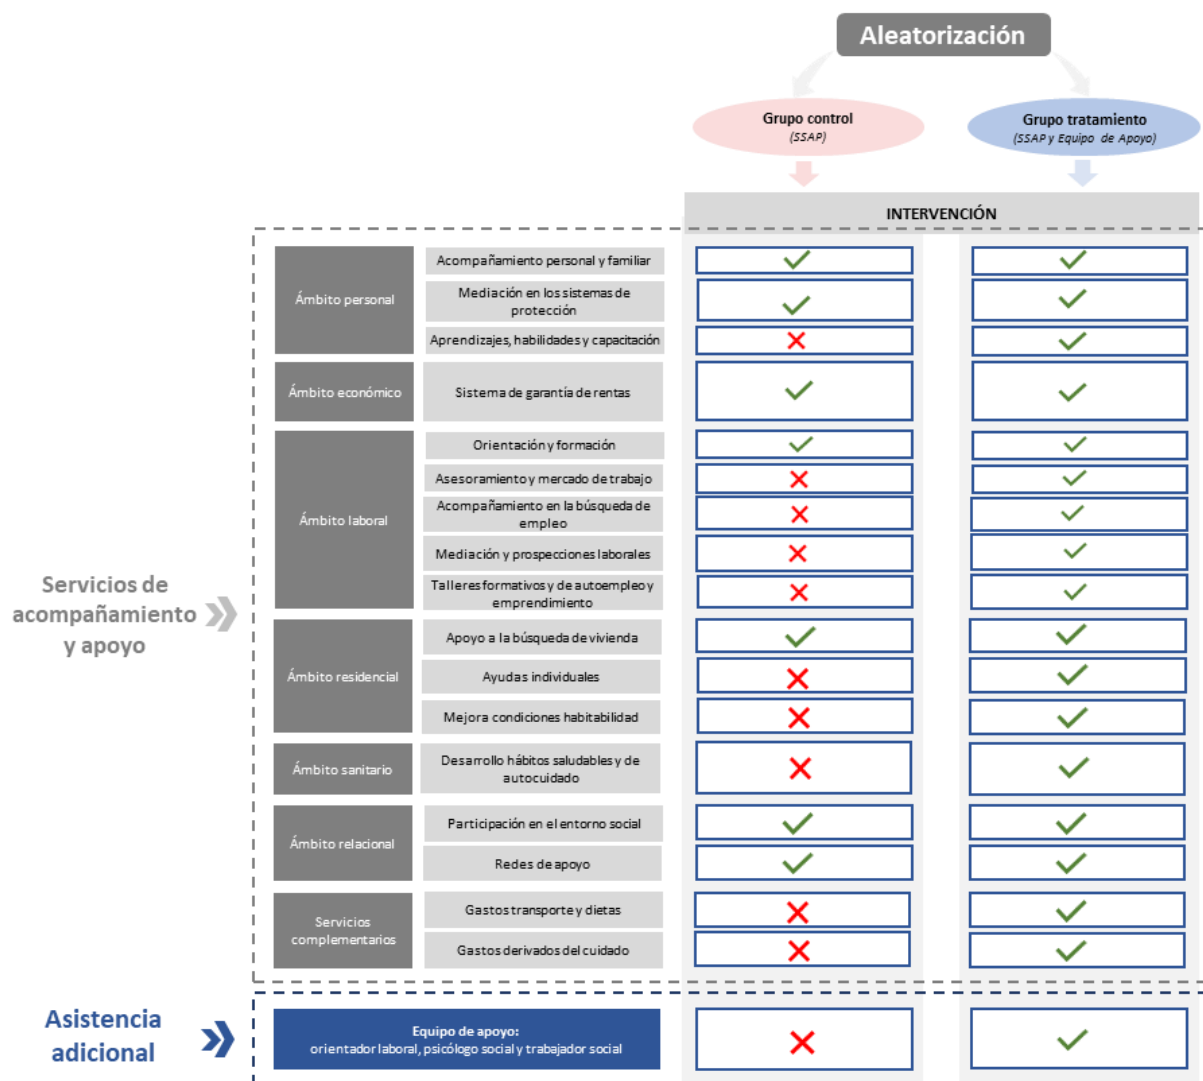 Aleatorización
Grupo control
(SSAP)
Grupo tratamiento
(SSAP y Equipo de Apoyo)
INTERVENCIÓN
Servicios de
acompañamiento
y apoyo
Ámbito personal
Acompañamiento personal y familiar
Mediación en los sistemas de
protección
Aprendizajes, habilidades y capacitación
Ámbito económico
Sistema de garantía de rentas
Ámbito laboral
Orientación y formación
Asesoramiento y mercado de trabajo
Acompañamiento en la búsqueda de
empleo
Mediación y prospecciones laborales
Talleres formativos y de autoempleo y
emprendimiento
Ámbito residencial
Apoyo a la búsqueda de vivienda
Ayudas individuales
Mejora condiciones habitabilidad
Ámbito sanitario
Desarrollo hábitos saludables y de
autocuidado
Ámbito relacional
Participación en el entorno social
Redes de apoyo
Servicios
complementarios
Gastos transporte y dietas
Gastos derivados del cuidado
Asistencia
adicional
Equipo de apoyo:
orientador laboral, psicólogo social y trabajador social